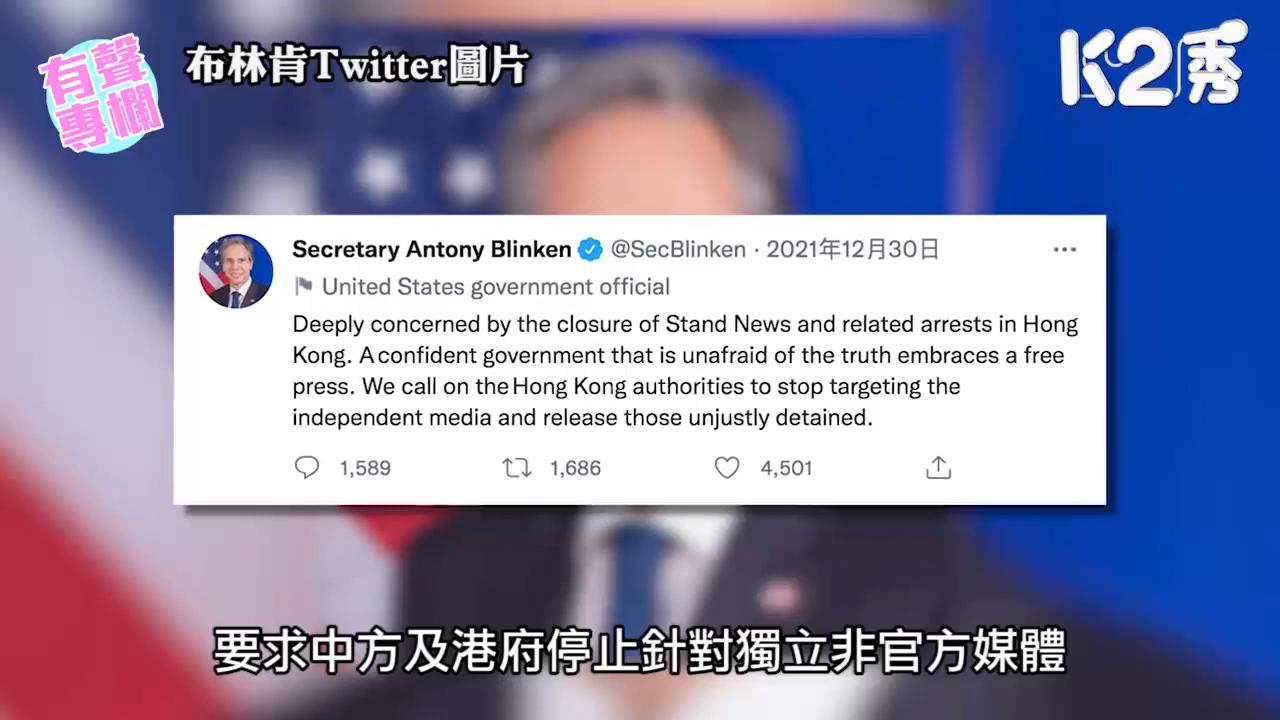 有聲
專欄
布林肯Twitter圖片
K2秀
Secretary Antony Blinken @SecBlinken · 2021年12月30日
United States government official
Deeply concerned by the closure of Stand News and related arrests in Hong
Kong. A confident government that is unafraid of the truth embraces a free
press. We call on the Hong Kong authorities to stop targeting the
independent media and release those unjustly detained.
1,589 1,686 4,501
要求中方及港府停止針對獨立非官方媒體